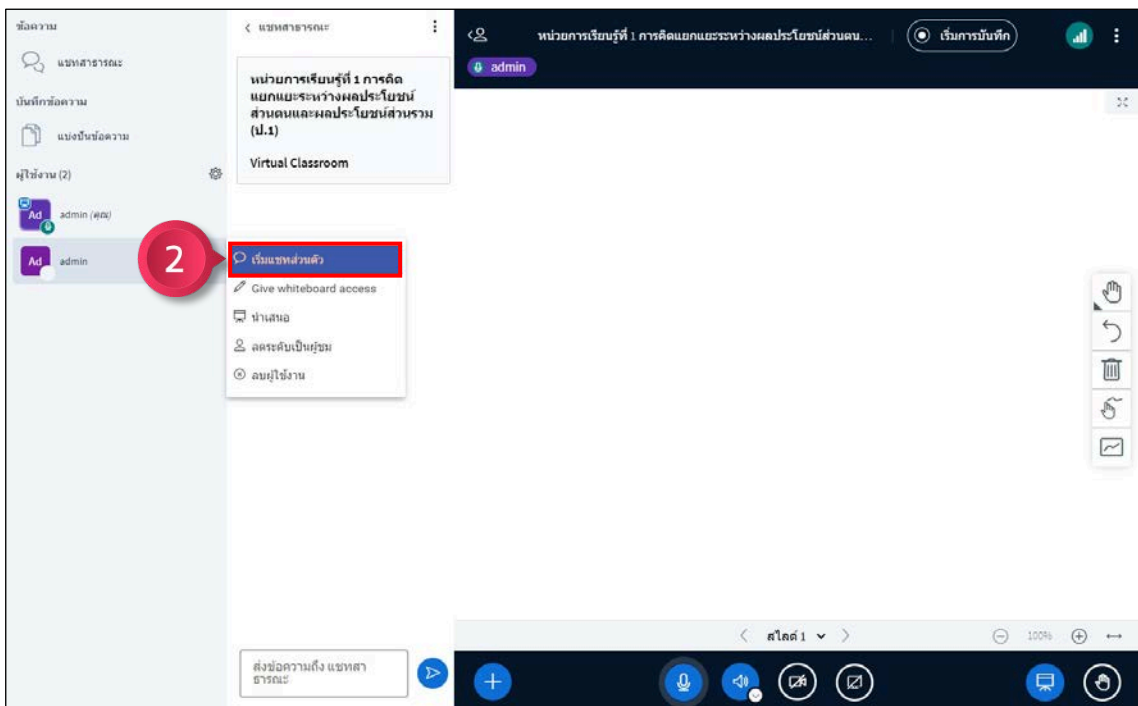 ข้อความ
แชทสาธารณะ
บันทึกข้อความ
แบ่งปันข้อความ
ผู้ใช้งาน (2)
Ad admin (คุณ)
Ad admin
2
แชทสาธารณะ
หน่วยการเรียนรู้ที่ 1 การคิด
แยกแยะระหว่างผลประโยชน์
ส่วนตนและผลประโยชน์ส่วนรวม
(ป.1)
Virtual Classroom
เริ่มแชทส่วนตัว
Give whiteboard access
นำเสนอ
ลดระดับเป็นผู้ชม
ลบผู้ใช้งาน
ส่งข้อความถึง แชทสา
ธารณะ
หน่วยการเรียนรู้ที่ 1 การคิดแยกแยะระหว่างผลประโยชน์ส่วนตน...
เริ่มการบันทึก
admin
สไลด์ 1
100%